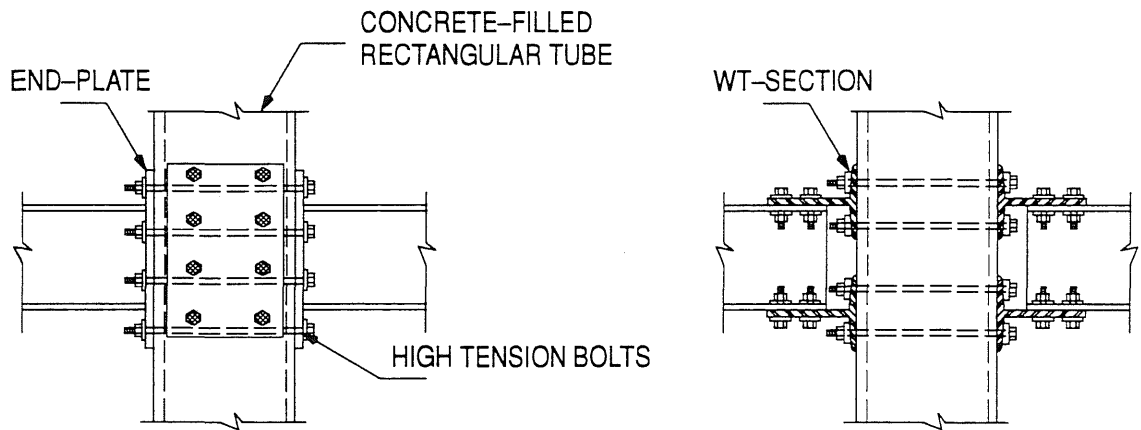 CONCRETE–FILLED
RECTANGULAR TUBE
END–PLATE
WT–SECTION
HIGH TENSION BOLTS